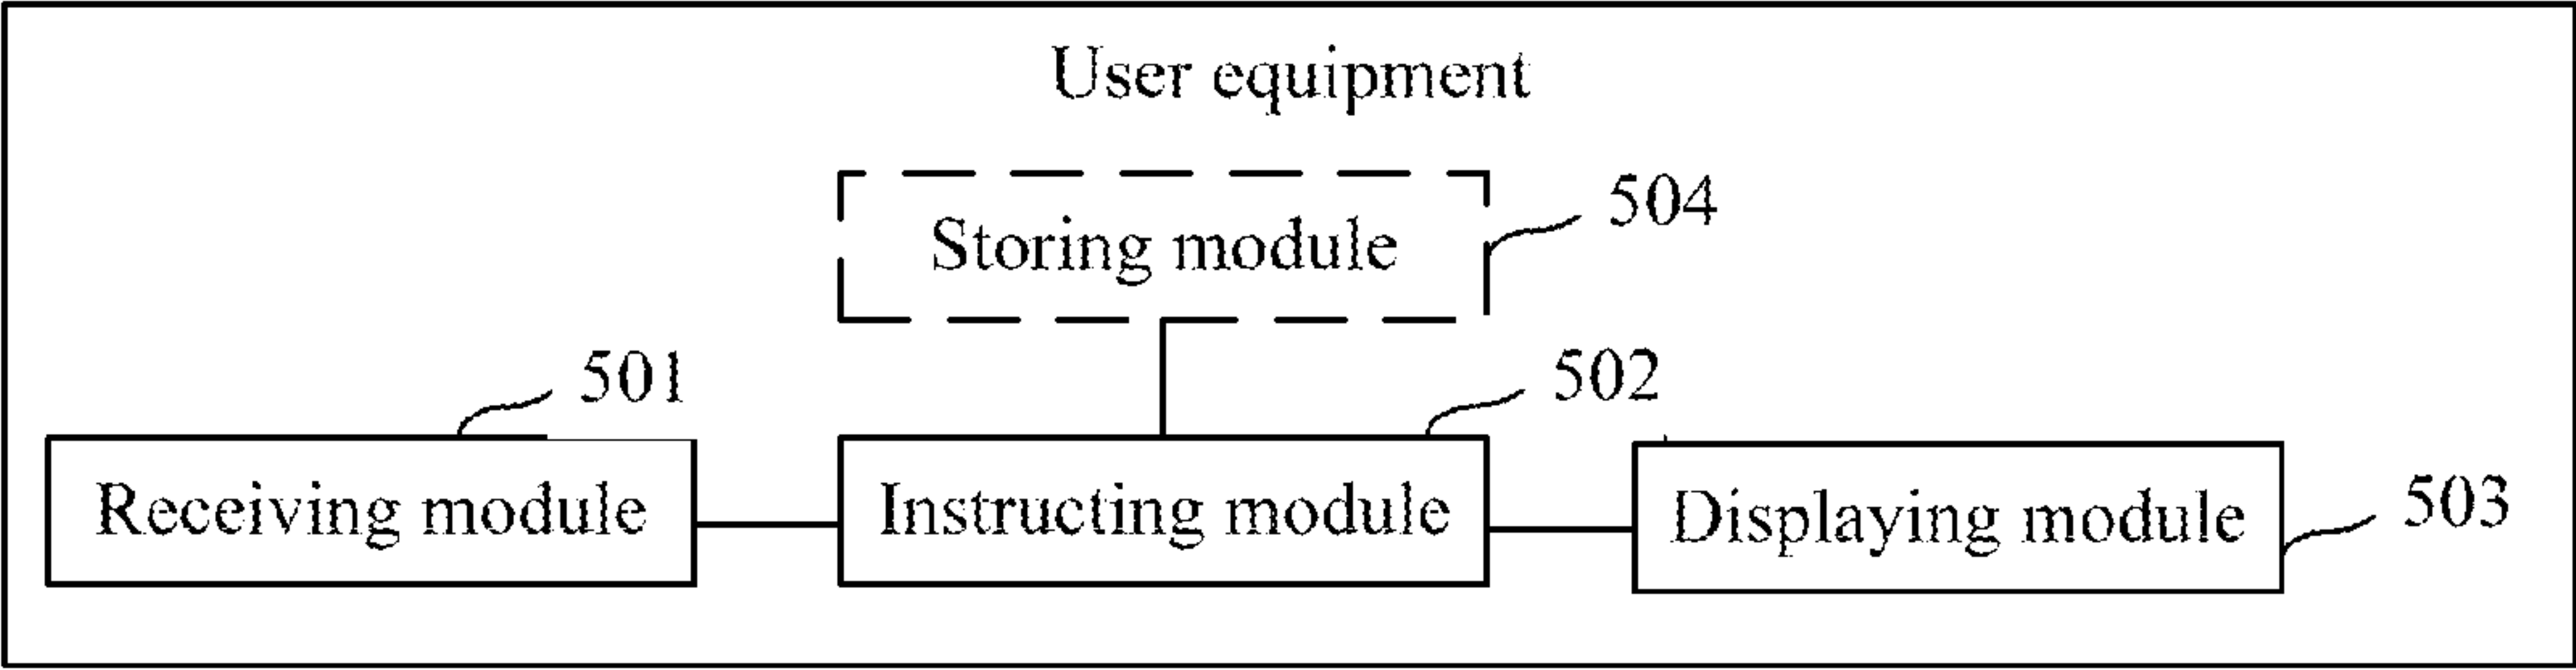 User equipment
Storing module
504
501
502
Receiving module
Instructing module
Displaying module
503